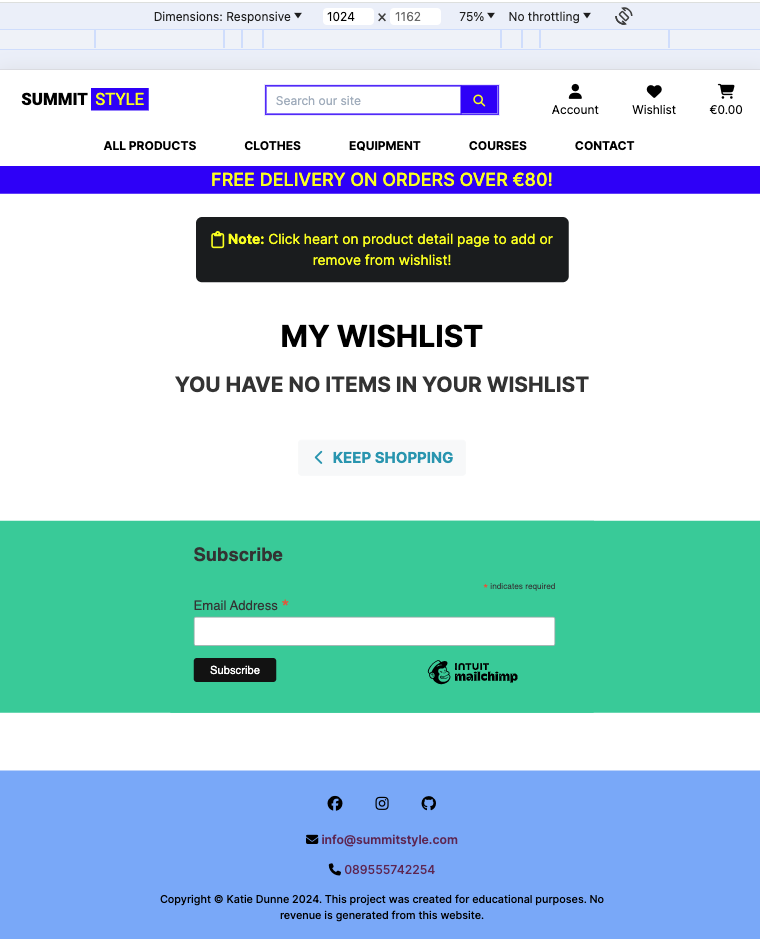 Dimensions: Responsive 1024 x 1162 75% No throttling
SUMMIT STYLE
Search our site
Account
Wishlist
€0.00
ALL PRODUCTS CLOTHES EQUIPMENT COURSES CONTACT
FREE DELIVERY ON ORDERS OVER €80!
Note: Click heart on product detail page to add or
remove from wishlist!
MY WISHLIST
YOU HAVE NO ITEMS IN YOUR WISHLIST
KEEP SHOPPING
Subscribe
* indicates required
Email Address *
Subscribe
INTUIT
mailchimp
info@summitstyle.com
089555742254
Copyright © Katie Dunne 2024. This project was created for educational purposes. No
revenue is generated from this website.